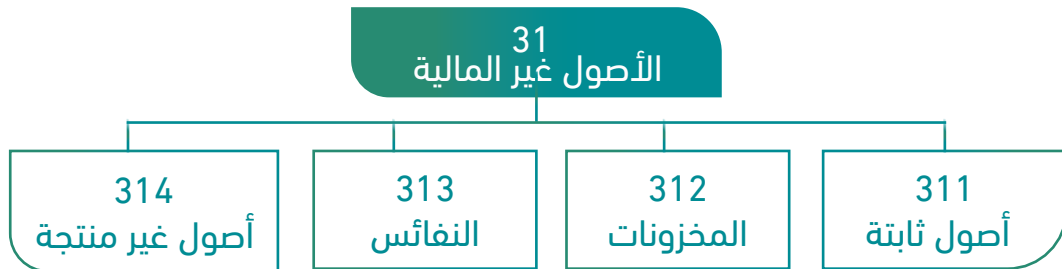 31
الأصول غير المالية
311
أصول ثابتة
312
المخزونات
313
النفائس
314
أصول غير منتجة